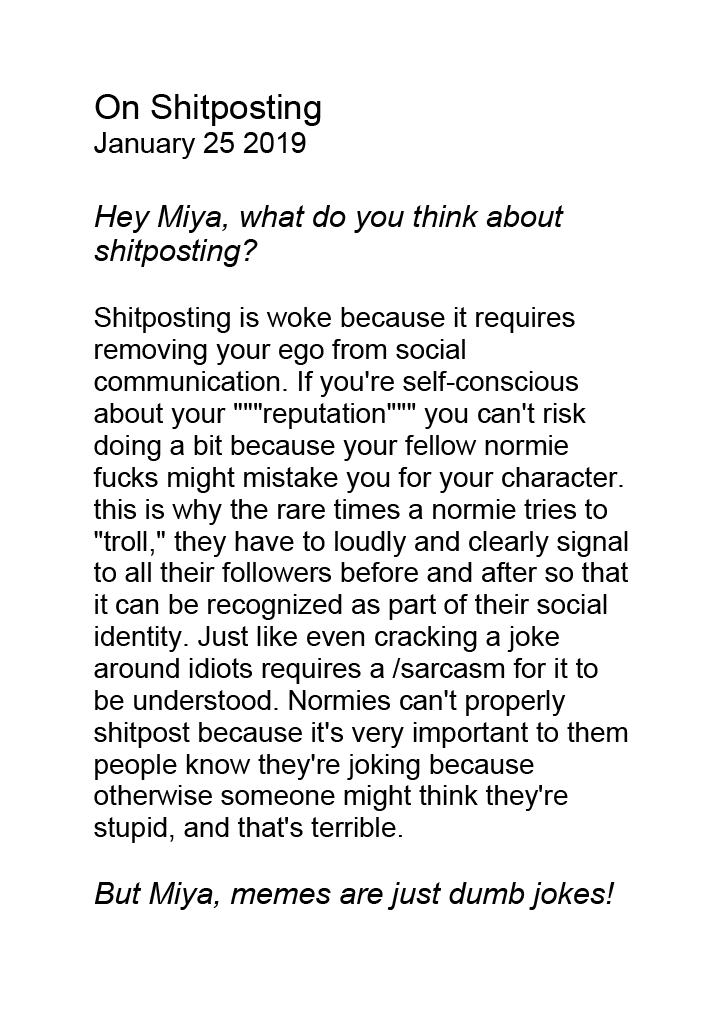 On Shitposting
January 25 2019
Hey Miya, what do you think about
shitposting?
Shitposting is woke because it requires
removing your ego from social
communication. If you're self-conscious
about your """reputation""" you can't risk
doing a bit because your fellow normie
fucks might mistake you for your character.
this is why the rare times a normie tries to
"troll," they have to loudly and clearly signal
to all their followers before and after so that
it can be recognized as part of their social
identity. Just like even cracking a joke
around idiots requires a /sarcasm for it to
be understood. Normies can't properly
shitpost because it's very important to them
people know they're joking because
otherwise someone might think they're
stupid, and that's terrible.
But Miya, memes are just dumb jokes!